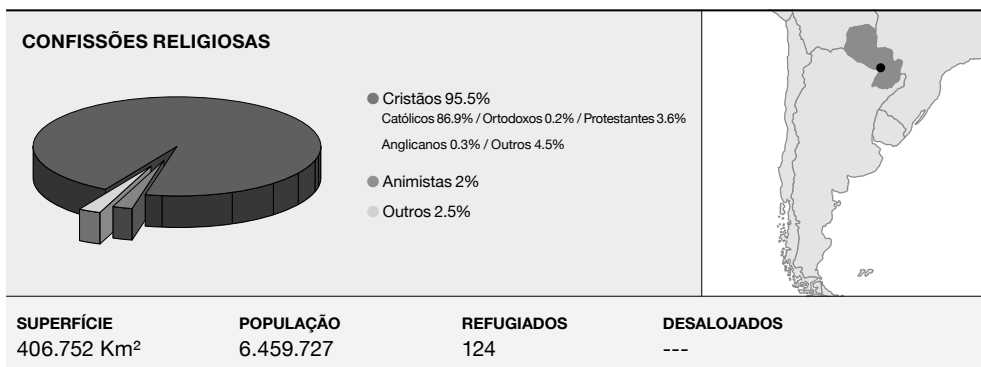 CONFISSÕES RELIGIOSAS
Cristãos 95.5%
Católicos 86.9% / Ortodoxos 0.2% / Protestantes 3.6%
Anglicanos 0.3% / Outros 4.5%
Animistas 2%
Outros 2.5%
SUPERFÍCIE POPULAÇÃO REFUGIADOS DESALOJADOS
406.752 Km² 6.459.727 124 ---